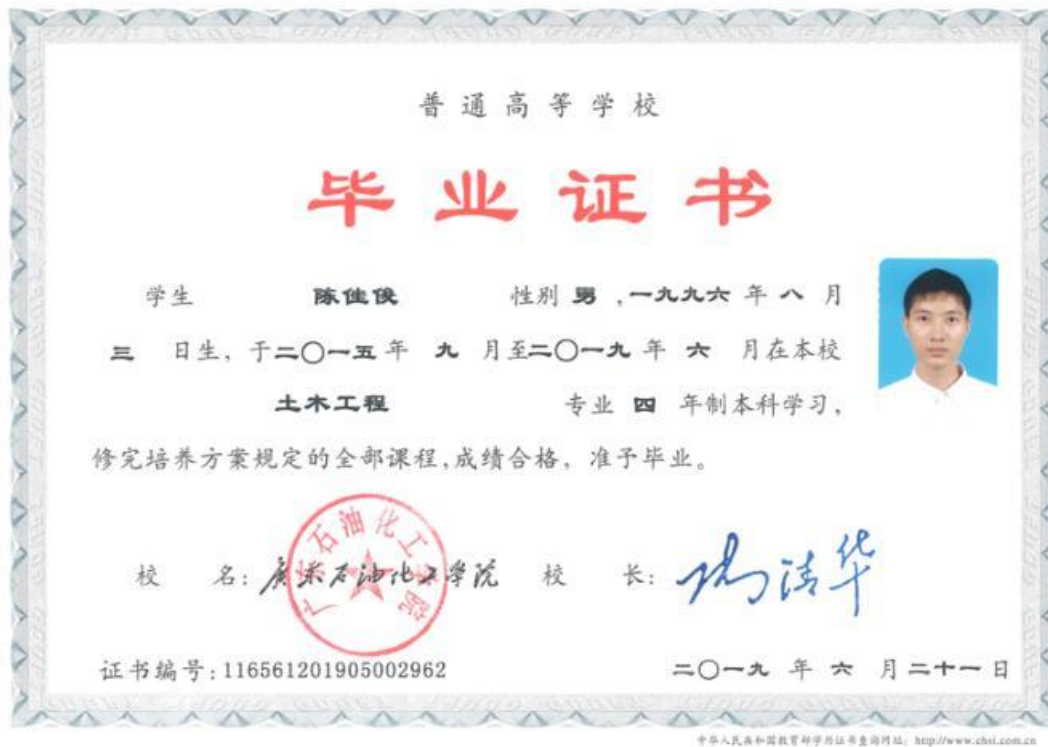 普通高等学校
毕业证书
学生 陈佳俊 性别 男 ,一九九六 年 八 月
三 日生, 于二〇一五年 九 月至二〇一九 年 六 月在本校
土木工程 专业 四 年制本科学习,
修完培养方案规定的全部课程,成绩合格, 准予毕业。
广东石油化工学院
校 名: 广东石油化工学院 校 长:
证书编号:116561201905002962 二〇一九 年 六 月二十一日
中华人民共和国教育部学历证书查询网址: http://www.chsi.com.cn